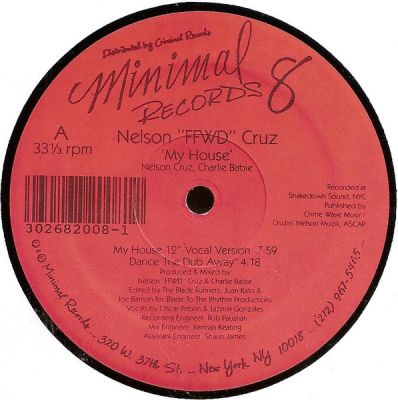 Distributed by Criminal Records
Minimal
RECORDS 8
A
33⅓ rpm
Nelson "FFWD" Cruz
'My House'
Nelson Cruz, Charlie Babie
Recorded at
Shakedown Sound, NYC
Published by
Crime Wave Music/
Cruzin' Nelson Muzik, ASCAP
302682008-1
My House 12" Vocal Version 7:59
Dance The Dub Away" 4:18
Produced & Mixed by
Nelson "FFWD" Cruz & Charlie Babie
Edited by The Blade Runners, Juan Kato &
Joe Barrion for Blade To The Rhythm Productions
Vocals by Oscar Pabon & Jazmin Gonzales
Recording Engineer Rob Paustian
Mix Engineer Kennan Keating
Assistant Engineer Shaun James
Minimal Records ... 320 W. 37th St. ... New York NY 10018 ... (212) 967-